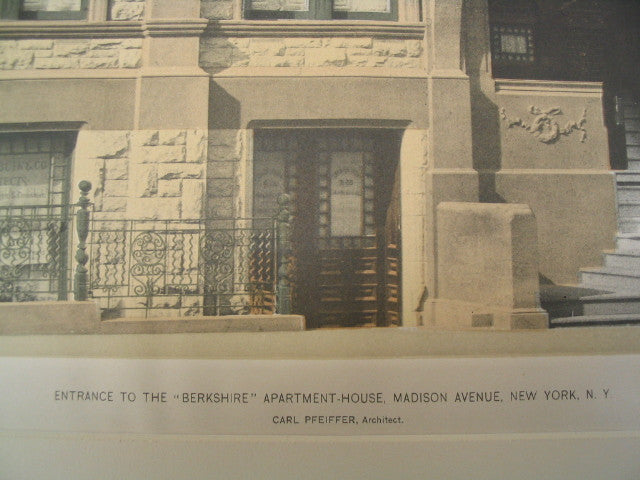 ENTRANCE TO THE "BERKSHIRE" APARTMENT-HOUSE, MADISON AVENUE, NEW YORK, N. Y.
CARL PFEIFFER, Architect.